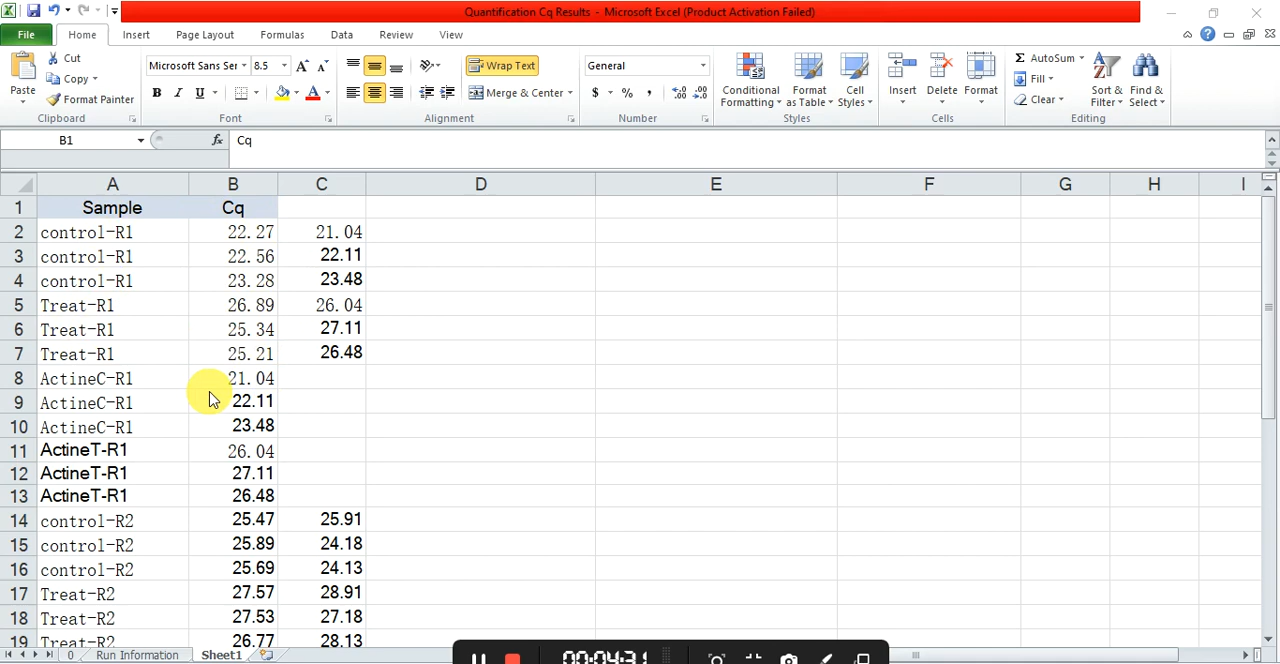 Quantification Cq Results - Microsoft Excel (Product Activation Failed)
File Home Insert Page Layout Formulas Data Review View
Cut
Copy
Format Painter
Paste
Clipboard
Microsoft Sans Ser 8.5 A A
B I U A
Font
Wrap Text
Merge & Center
Alignment
General
$ % ,
Number
Conditional Formatting
Format as Table
Cell Styles
Styles
Insert Delete Format
Cells
Σ AutoSum
Fill
Clear
Sort & Filter
Find & Select
Editing
B1 fx Cq
A B C D E F G H I
1 Sample Cq
2 control-R1 22.27 21.04
3 control-R1 22.56 22.11
4 control-R1 23.28 23.48
5 Treat-R1 26.89 26.04
6 Treat-R1 25.34 27.11
7 Treat-R1 25.21 26.48
8 ActineC-R1 21.04
9 ActineC-R1 22.11
10 ActineC-R1 23.48
11 ActineT-R1 26.04
12 ActineT-R1 27.11
13 ActineT-R1 26.48
14 control-R2 25.47 25.91
15 control-R2 25.89 24.18
16 control-R2 25.69 24.13
17 Treat-R2 27.57 28.91
18 Treat-R2 27.53 27.18
19 Treat-R2 26.77 28.13
0 Run Information Sheet1
00:04:31